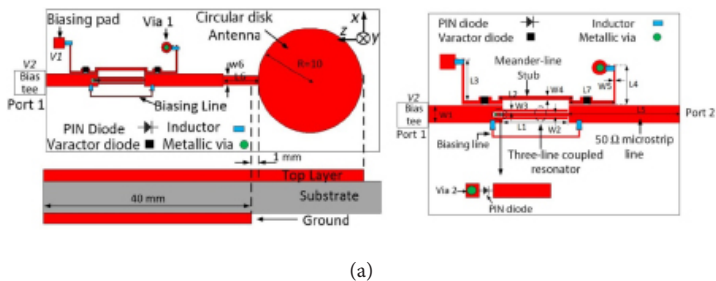 Biasing pad
Via 1
Circular disk
Antenna
x
z
y
V1
R=10
V2
Bias
tee
w6
L6
Port 1
Biasing Line
PIN Diode
Inductor
Varactor diode
Metallic via
1 mm
Top Layer
40 mm
Substrate
Ground
PIN diode
Inductor
Varactor diode
Metallic via
Meander-line
Stub
L3
L2
W4
L7
W5
L4
V2
Bias
tee
W1
W3
L5
Port 2
Port 1
L1
W2
Biasing line
50 Ω microstrip
line
Three-line coupled
resonator
Via 2
PIN diode
(a)